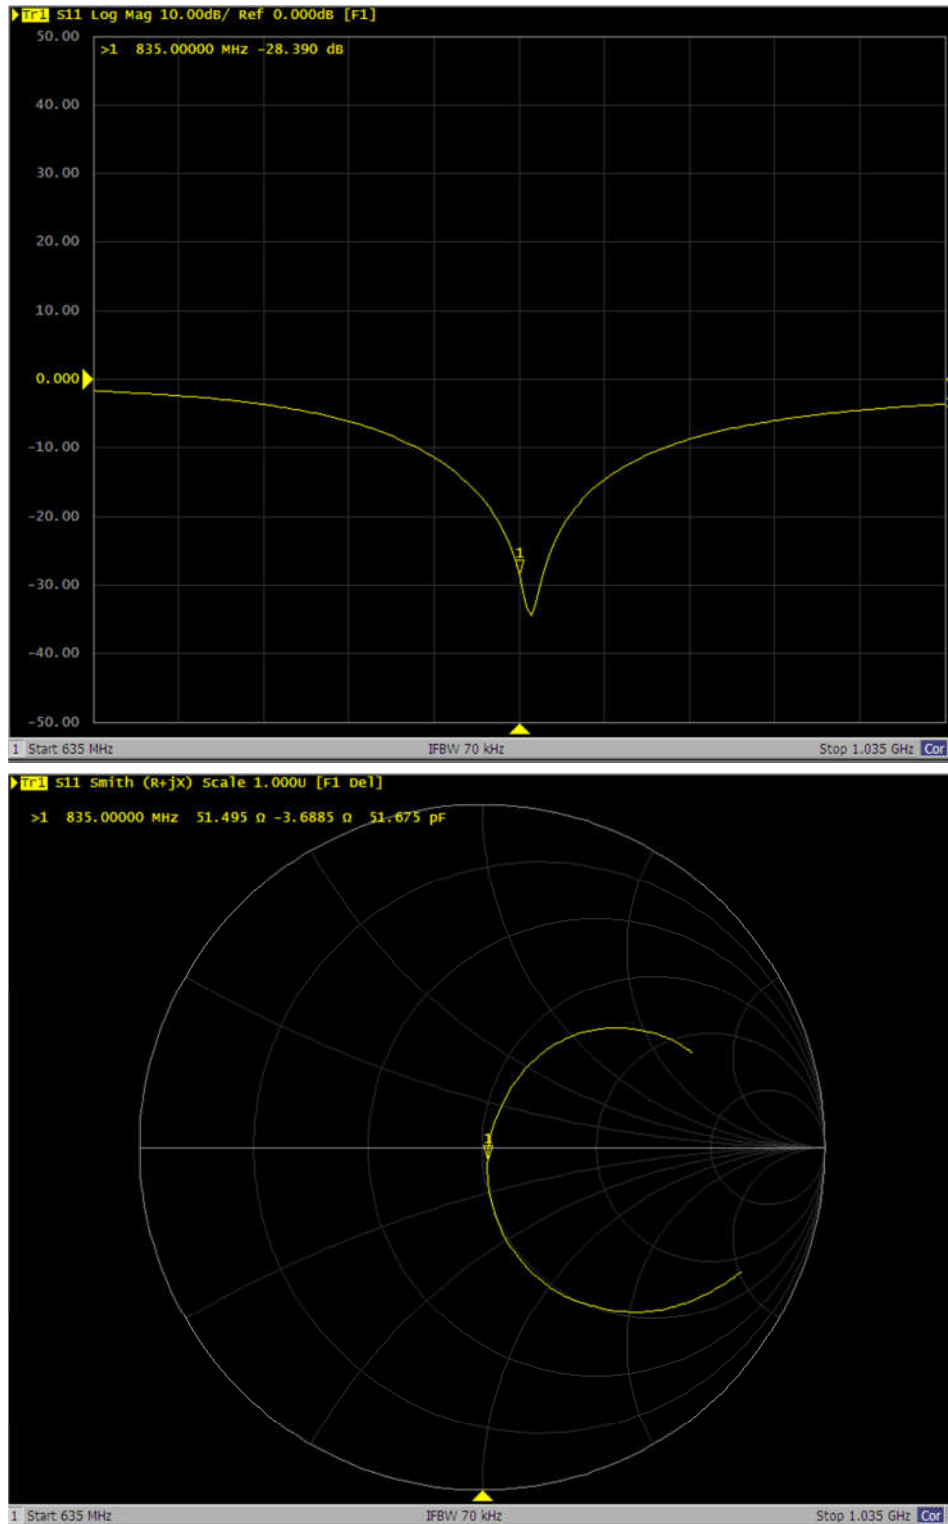 Tr1 S11 Log Mag 10.00dB/ Ref 0.000dB [F1]
50.00
>1 835.00000 MHz -28.390 dB
40.00
30.00
20.00
10.00
0.000
-10.00
-20.00
1
-30.00
-40.00
-50.00
1 Start 635 MHz IFBW 70 kHz Stop 1.035 GHz Cor
Tr1 S11 Smith (R+jX) Scale 1.000U [F1 Del]
>1 835.00000 MHz 51.495 Ω -3.6885 Ω 51.675 pF
1
1 Start 635 MHz IFBW 70 kHz Stop 1.035 GHz Cor